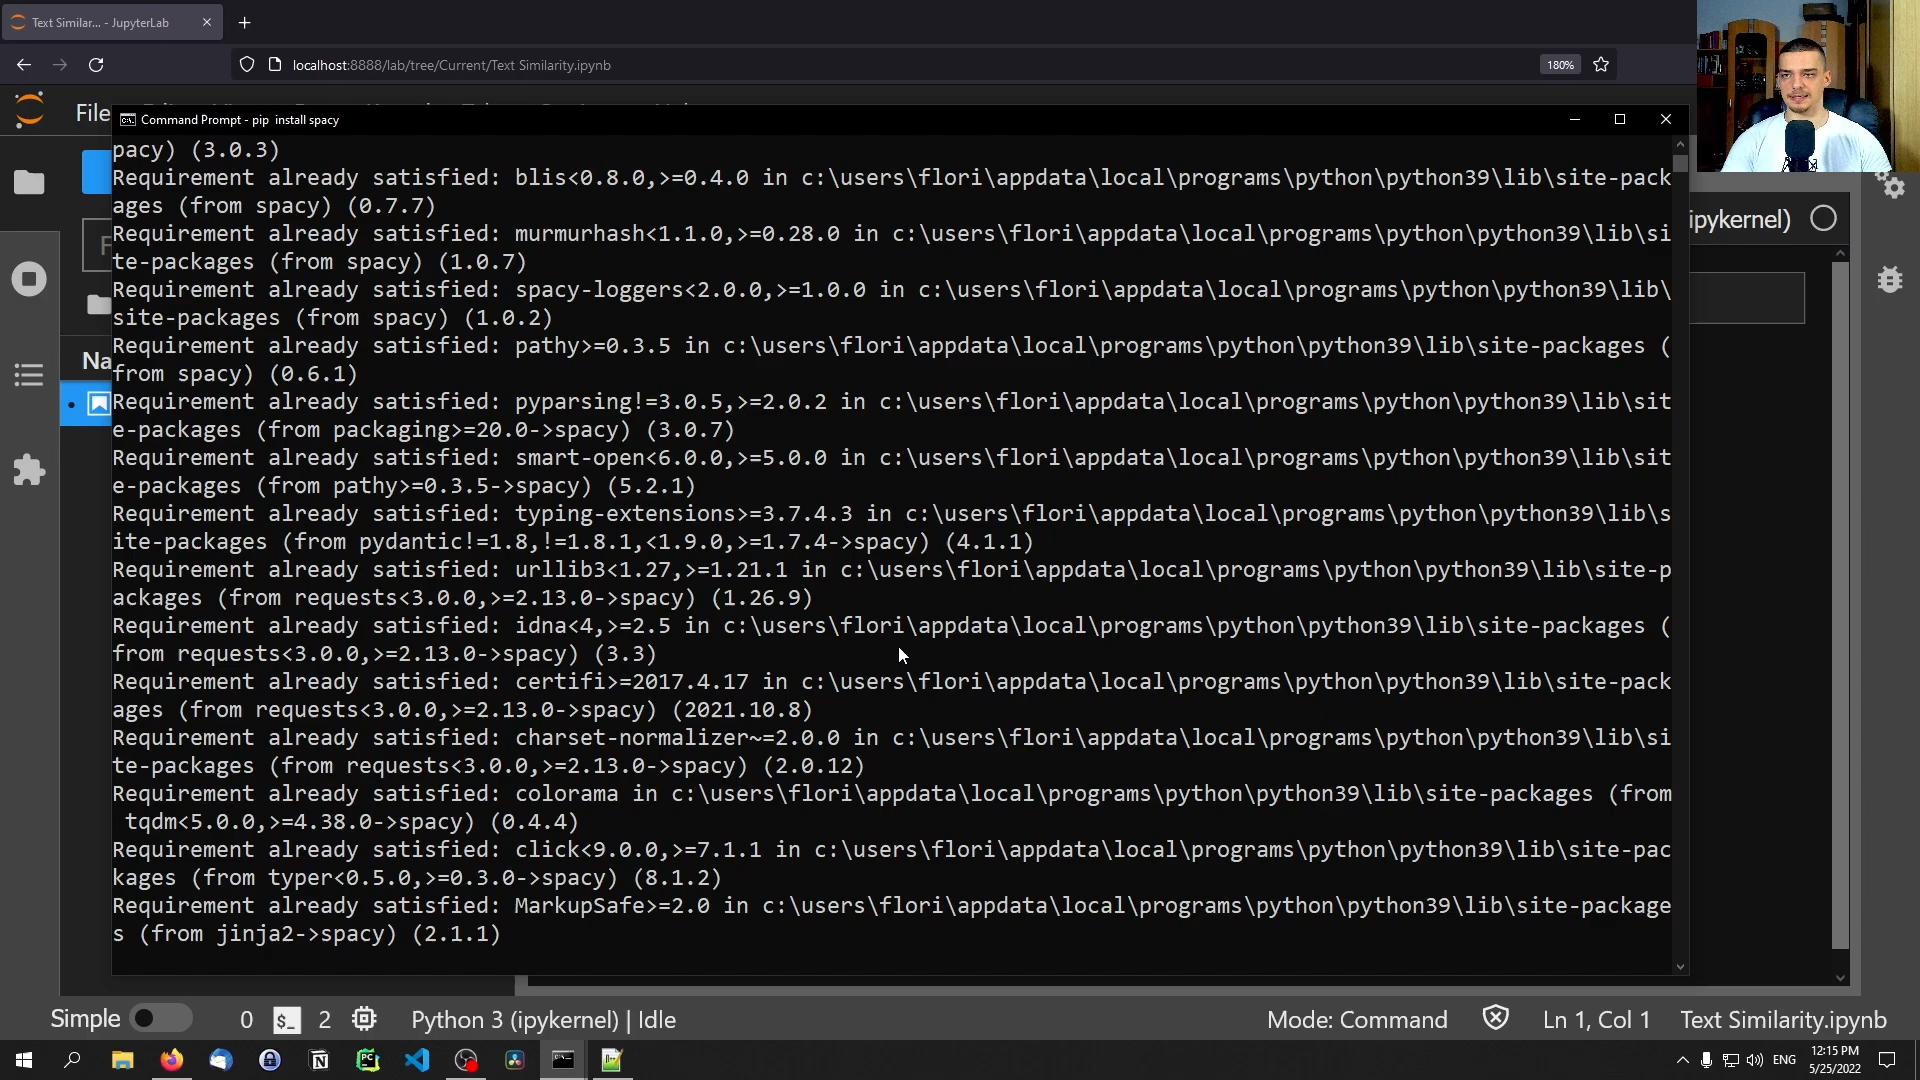 Text Similar... - JupyterLab
localhost:8888/lab/tree/Current/Text Similarity.ipynb
180%
File
Command Prompt - pip  install spacy
pacy) (3.0.3)
Requirement already satisfied: blis<0.8.0,>=0.4.0 in c:\users\flori\appdata\local\programs\python\python39\lib\site-pack
ages (from spacy) (0.7.7)
Requirement already satisfied: murmurhash<1.1.0,>=0.28.0 in c:\users\flori\appdata\local\programs\python\python39\lib\si
te-packages (from spacy) (1.0.7)
Requirement already satisfied: spacy-loggers<2.0.0,>=1.0.0 in c:\users\flori\appdata\local\programs\python\python39\lib\
site-packages (from spacy) (1.0.2)
Requirement already satisfied: pathy>=0.3.5 in c:\users\flori\appdata\local\programs\python\python39\lib\site-packages (
from spacy) (0.6.1)
Requirement already satisfied: pyparsing!=3.0.5,>=2.0.2 in c:\users\flori\appdata\local\programs\python\python39\lib\sit
e-packages (from packaging>=20.0->spacy) (3.0.7)
Requirement already satisfied: smart-open<6.0.0,>=5.0.0 in c:\users\flori\appdata\local\programs\python\python39\lib\sit
e-packages (from pathy>=0.3.5->spacy) (5.2.1)
Requirement already satisfied: typing-extensions>=3.7.4.3 in c:\users\flori\appdata\local\programs\python\python39\lib\s
ite-packages (from pydantic!=1.8,!=1.8.1,<1.9.0,>=1.7.4->spacy) (4.1.1)
Requirement already satisfied: urllib3<1.27,>=1.21.1 in c:\users\flori\appdata\local\programs\python\python39\lib\site-p
ackages (from requests<3.0.0,>=2.13.0->spacy) (1.26.9)
Requirement already satisfied: idna<4,>=2.5 in c:\users\flori\appdata\local\programs\python\python39\lib\site-packages (
from requests<3.0.0,>=2.13.0->spacy) (3.3)
Requirement already satisfied: certifi>=2017.4.17 in c:\users\flori\appdata\local\programs\python\python39\lib\site-pack
ages (from requests<3.0.0,>=2.13.0->spacy) (2021.10.8)
Requirement already satisfied: charset-normalizer~=2.0.0 in c:\users\flori\appdata\local\programs\python\python39\lib\si
te-packages (from requests<3.0.0,>=2.13.0->spacy) (2.0.12)
Requirement already satisfied: colorama in c:\users\flori\appdata\local\programs\python\python39\lib\site-packages (from
 tqdm<5.0.0,>=4.38.0->spacy) (0.4.4)
Requirement already satisfied: click<9.0.0,>=7.1.1 in c:\users\flori\appdata\local\programs\python\python39\lib\site-pac
kages (from typer<0.5.0,>=0.3.0->spacy) (8.1.2)
Requirement already satisfied: MarkupSafe>=2.0 in c:\users\flori\appdata\local\programs\python\python39\lib\site-package
s (from jinja2->spacy) (2.1.1)
F
Na
ipykernel)
Simple 0 $_ 2 Python 3 (ipykernel) | Idle Mode: Command Ln 1, Col 1 Text Similarity.ipynb
ENG
12:15 PM
5/25/2022